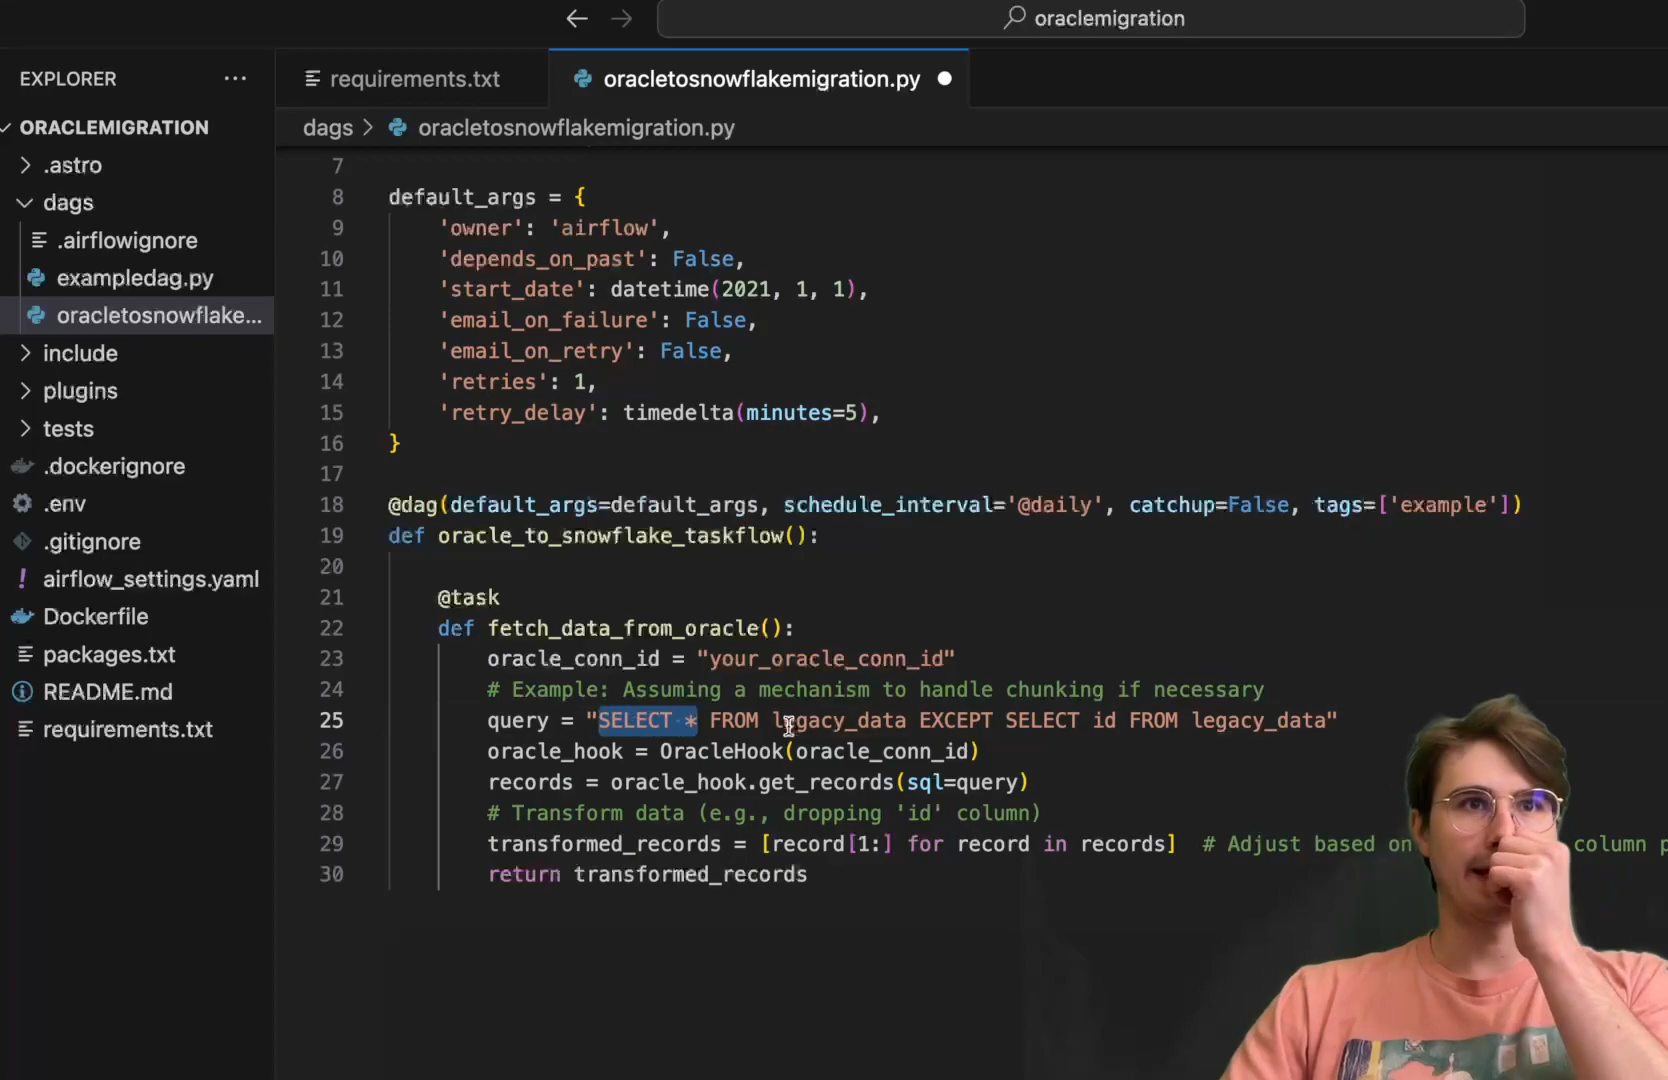 oraclemigration
EXPLORER ...
requirements.txt
oracletosnowflakemigration.py
ORACLEMIGRATION
dags > oracletosnowflakemigration.py
.astro
dags
.airflowignore
exampledag.py
oracletosnowflake...
include
plugins
tests
.dockerignore
.env
.gitignore
airflow_settings.yaml
Dockerfile
packages.txt
README.md
requirements.txt
7
8 default_args = {
9 'owner': 'airflow',
10 'depends_on_past': False,
11 'start_date': datetime(2021, 1, 1),
12 'email_on_failure': False,
13 'email_on_retry': False,
14 'retries': 1,
15 'retry_delay': timedelta(minutes=5),
16 }
17
18 @dag(default_args=default_args, schedule_interval='@daily', catchup=False, tags=['example'])
19 def oracle_to_snowflake_taskflow():
20
21 @task
22 def fetch_data_from_oracle():
23 oracle_conn_id = "your_oracle_conn_id"
24 # Example: Assuming a mechanism to handle chunking if necessary
25 query = "SELECT * FROM legacy_data EXCEPT SELECT id FROM legacy_data"
26 oracle_hook = OracleHook(oracle_conn_id)
27 records = oracle_hook.get_records(sql=query)
28 # Transform data (e.g., dropping 'id' column)
29 transformed_records = [record[1:] for record in records] # Adjust based on column
30 return transformed_records